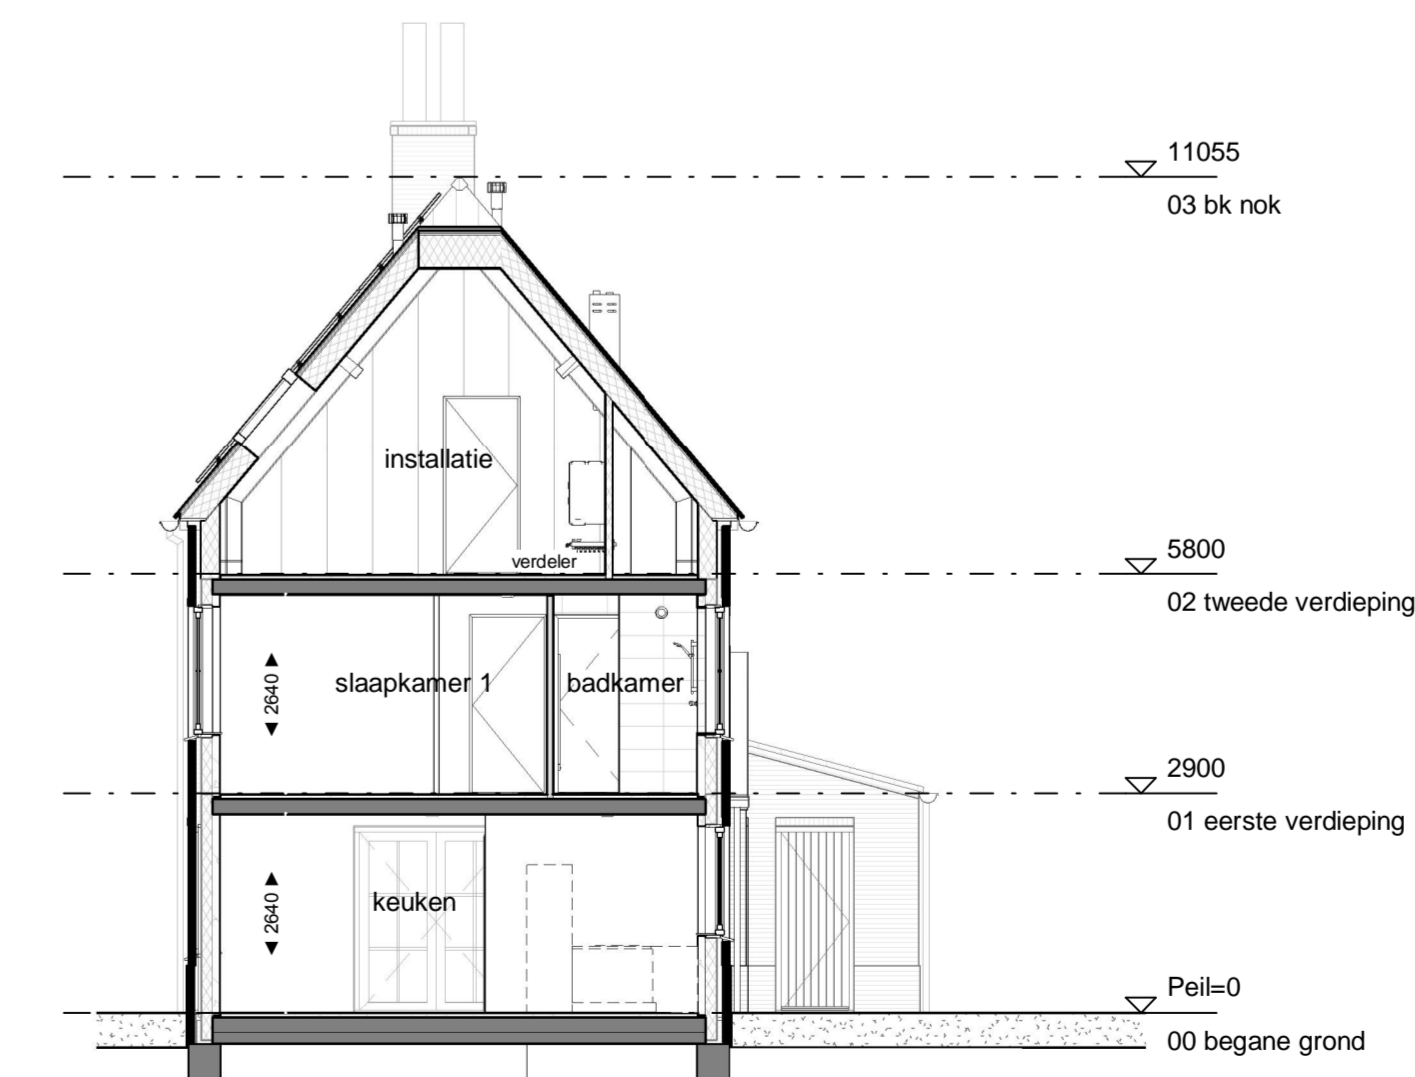 11055
03 bk nok
installatie
verdeler
5800
02 tweede verdieping
2640
slaapkamer 1
badkamer
2900
01 eerste verdieping
2640
keuken
Peil=0
00 begane grond